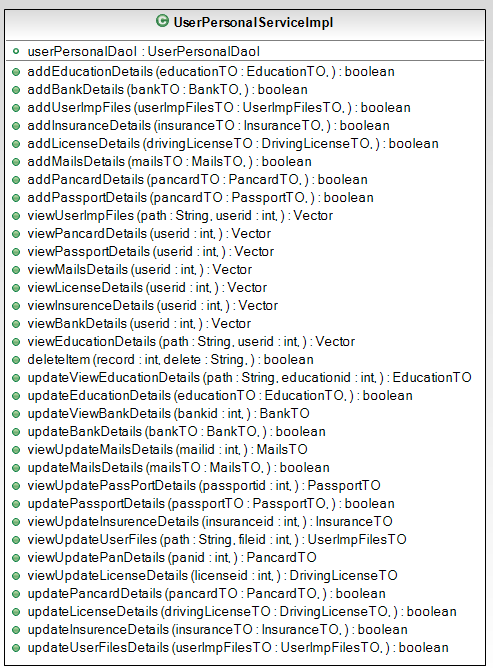 C UserPersonalServiceImpl
userPersonalDaoI : UserPersonalDaoI
addEducationDetails (educationTO : EducationTO, ) : boolean
addBankDetails (bankTO : BankTO, ) : boolean
addUserImpFiles (userImpFilesTO : UserImpFilesTO, ) : boolean
addInsuranceDetails (insuranceTO : InsuranceTO, ) : boolean
addLicenseDetails (drivingLicenseTO : DrivingLicenseTO, ) : boolean
addMailsDetails (mailsTO : MailsTO, ) : boolean
addPancardDetails (pancardTO : PancardTO, ) : boolean
addPassportDetails (pancardTO : PassportTO, ) : boolean
viewUserImpFiles (path : String, userid : int, ) : Vector
viewPancardDetails (userid : int, ) : Vector
viewPassportDetails (userid : int, ) : Vector
viewMailsDetails (userid : int, ) : Vector
viewLicenseDetails (userid : int, ) : Vector
viewInsurenceDetails (userid : int, ) : Vector
viewBankDetails (userid : int, ) : Vector
viewEducationDetails (path : String, userid : int, ) : Vector
deleteItem (record : int, delete : String, ) : boolean
updateViewEducationDetails (path : String, educationid : int, ) : EducationTO
updateEducationDetails (educationTO : EducationTO, ) : boolean
updateViewBankDetails (bankid : int, ) : BankTO
updateBankDetails (bankTO : BankTO, ) : boolean
viewUpdateMailsDetails (mailid : int, ) : MailsTO
updateMailsDetails (mailsTO : MailsTO, ) : boolean
viewUpdatePassPortDetails (passportid : int, ) : PassportTO
updatePassportDetails (passportTO : PassportTO, ) : boolean
viewUpdateInsurenceDetails (insuranceid : int, ) : InsuranceTO
viewUpdateUserFiles (path : String, fileid : int, ) : UserImpFilesTO
viewUpdatePanDetails (panid : int, ) : PancardTO
viewUpdateLicenseDetails (licenseid : int, ) : DrivingLicenseTO
updatePancardDetails (pancardTO : PancardTO, ) : boolean
updateLicenseDetails (drivingLicenseTO : DrivingLicenseTO, ) : boolean
updateInsurenceDetails (insuranceTO : InsuranceTO, ) : boolean
updateUserFilesDetails (userImpFilesTO : UserImpFilesTO, ) : boolean